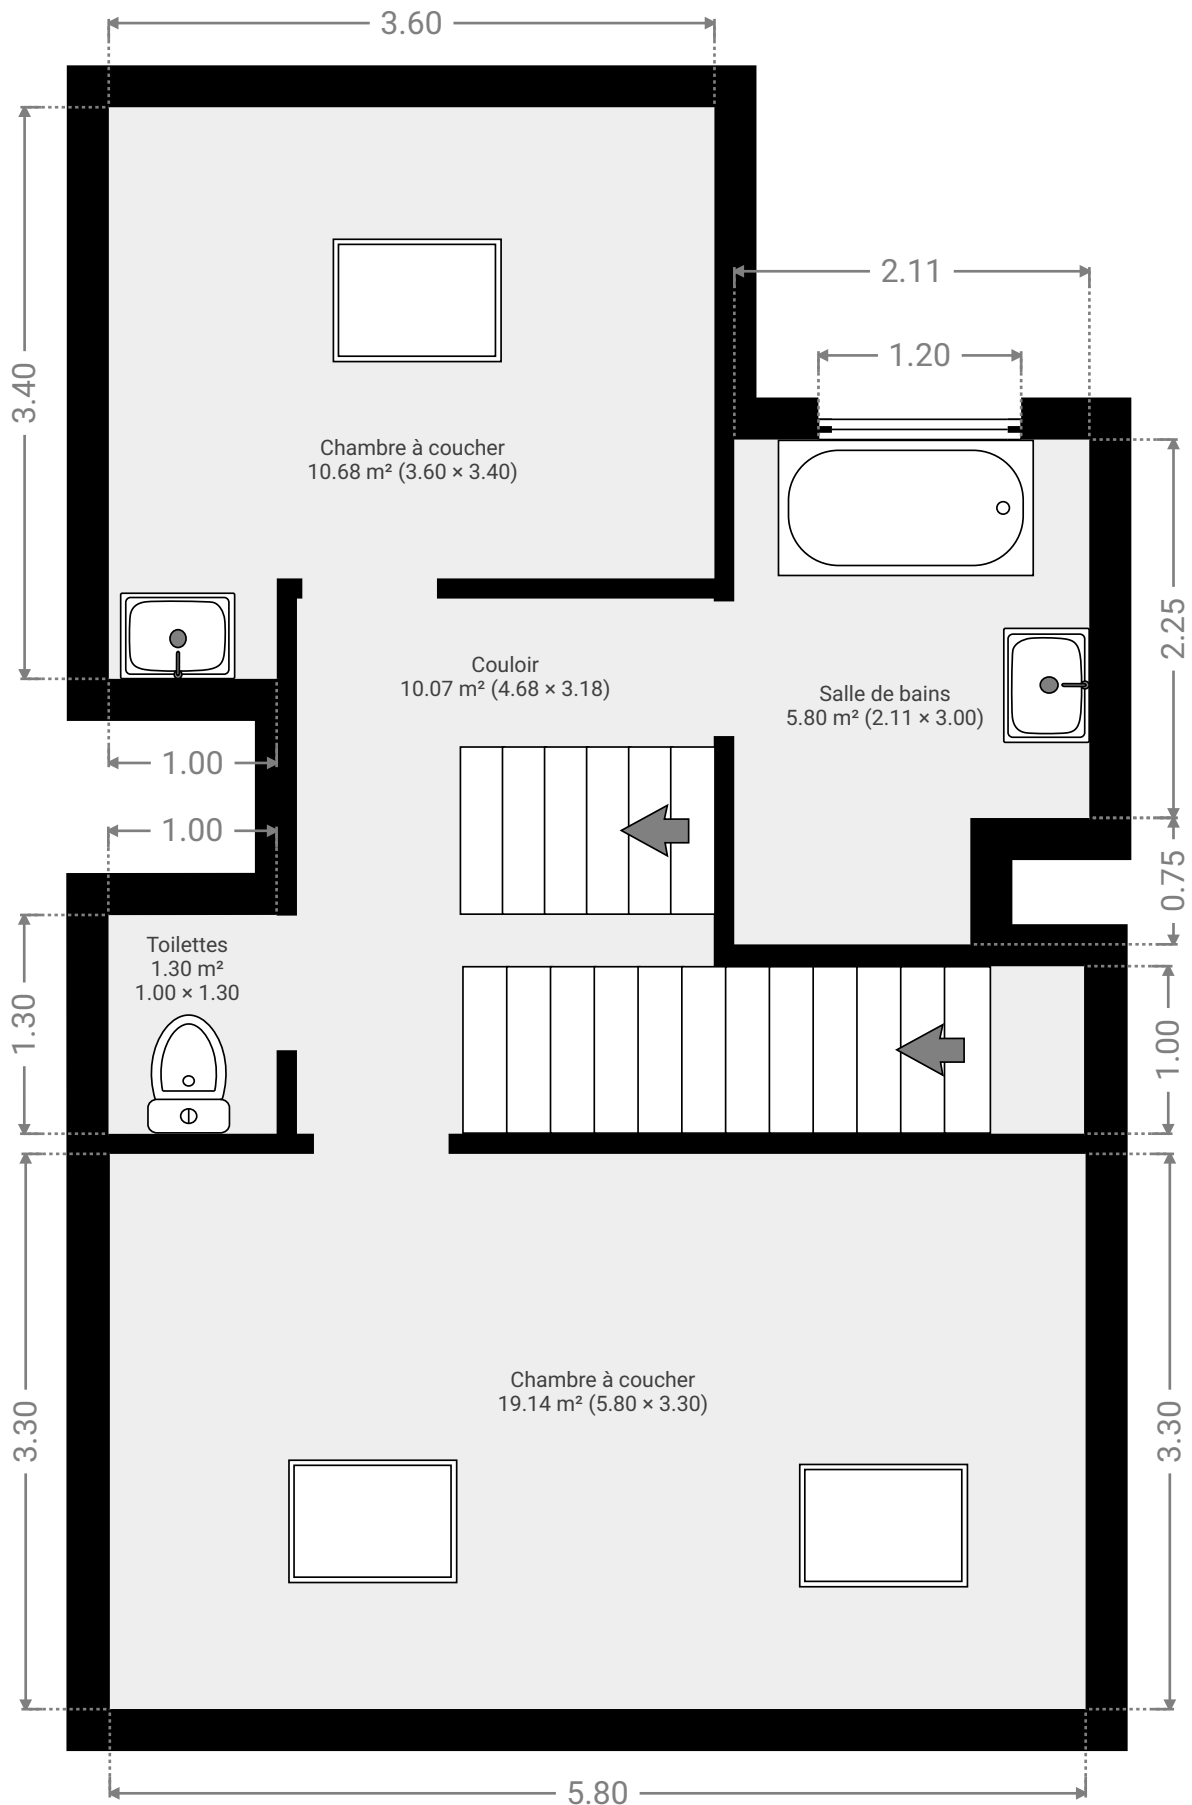 3.60
2.11
1.20
3.40
Chambre à coucher
10.68 m² (3.60 × 3.40)
2.25
Couloir
10.07 m² (4.68 × 3.18)
Salle de bains
5.80 m² (2.11 × 3.00)
1.00
1.00
0.75
Toilettes
1.30 m²
1.00 × 1.30
1.30
1.00
Chambre à coucher
19.14 m² (5.80 × 3.30)
3.30
3.30
5.80